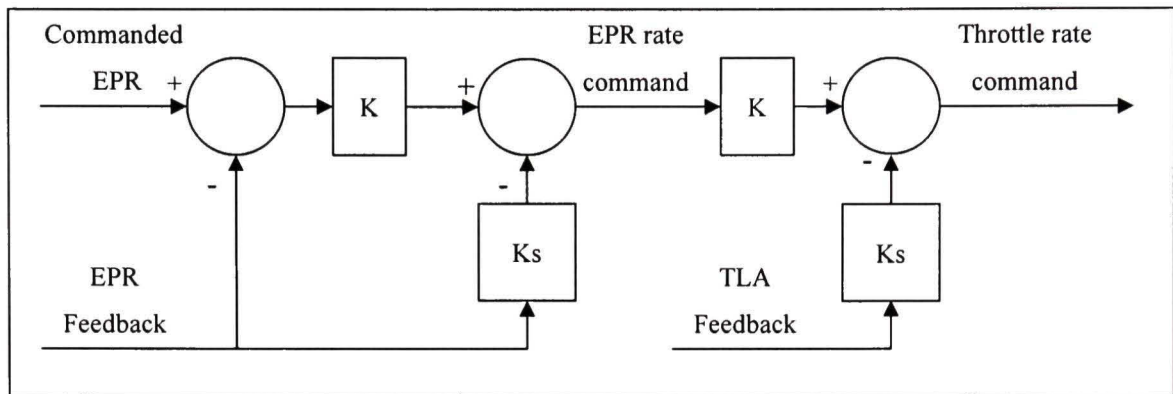 Commanded
EPR
+
-
K
+
-
Ks
EPR rate
command
K
+
-
Ks
Throttle rate
command
EPR
Feedback
TLA
Feedback